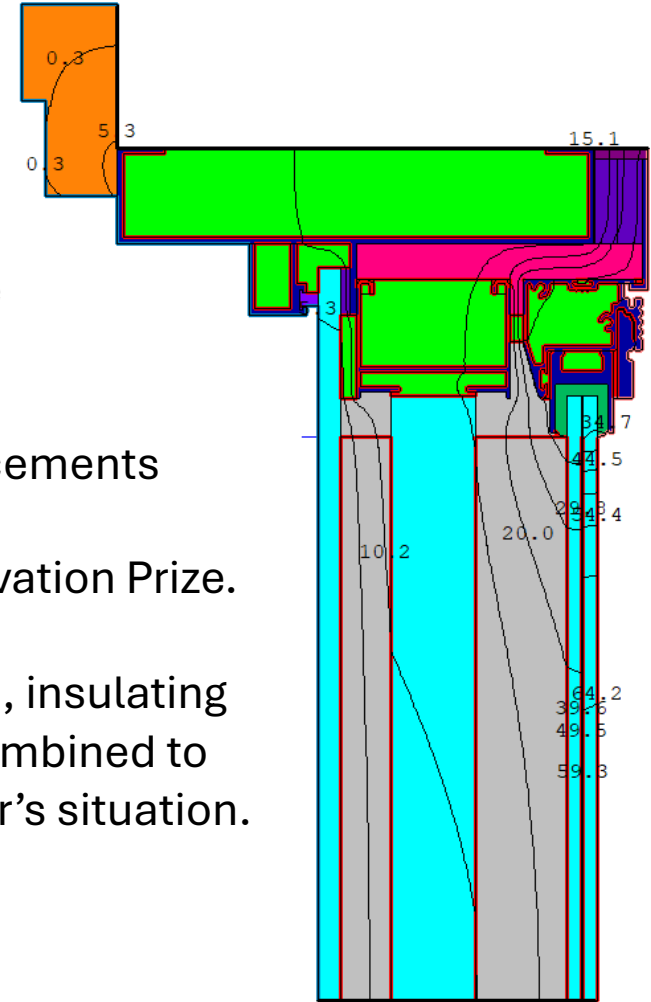 0.3
5.3
0.3
15.1
.3
34.7
cements
44.5
20.0
vation Prize.
10.2
, insulating
64.2
39.6
mbined to
49.5
r’s situation.
59.3